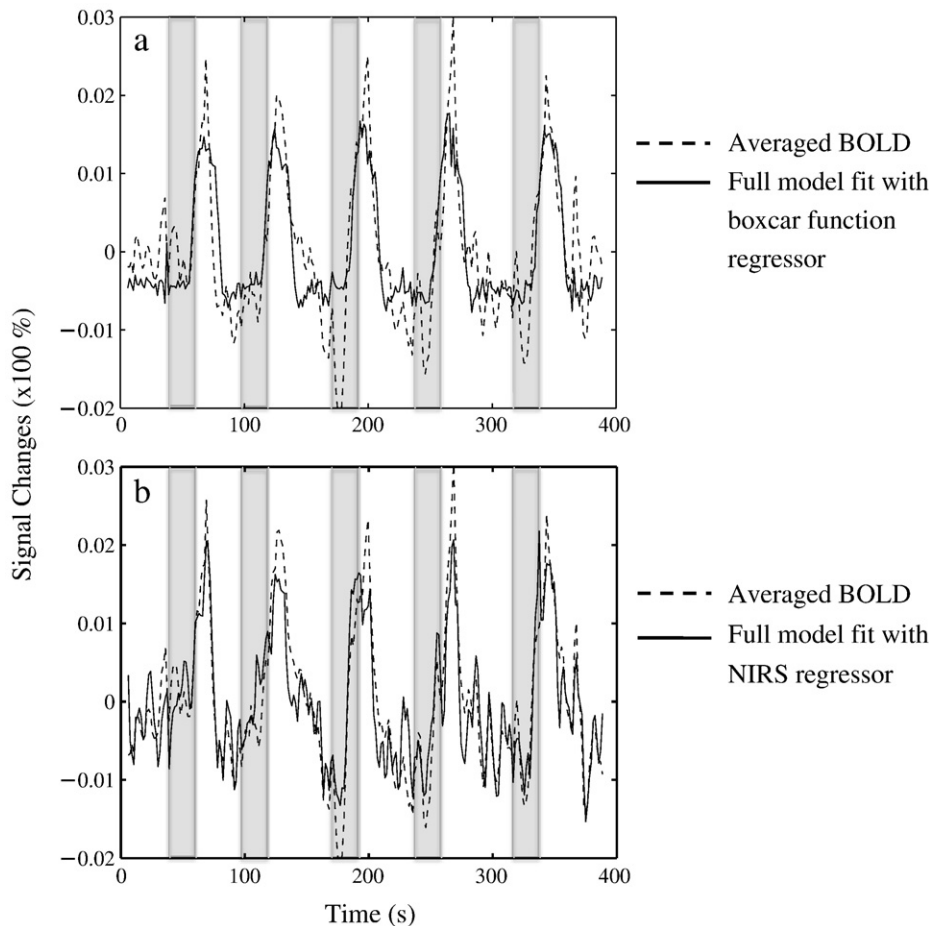 Signal Changes (x100 %)
0.03
a
0.02
0.01
0
−0.01
−0.02
0
100
200
300
400
Averaged BOLD
Full model fit with
boxcar function
regressor
0.03
b
0.02
0.01
0
−0.01
−0.02
0
100
200
300
400
Averaged BOLD
Full model fit with
NIRS regressor
Time (s)